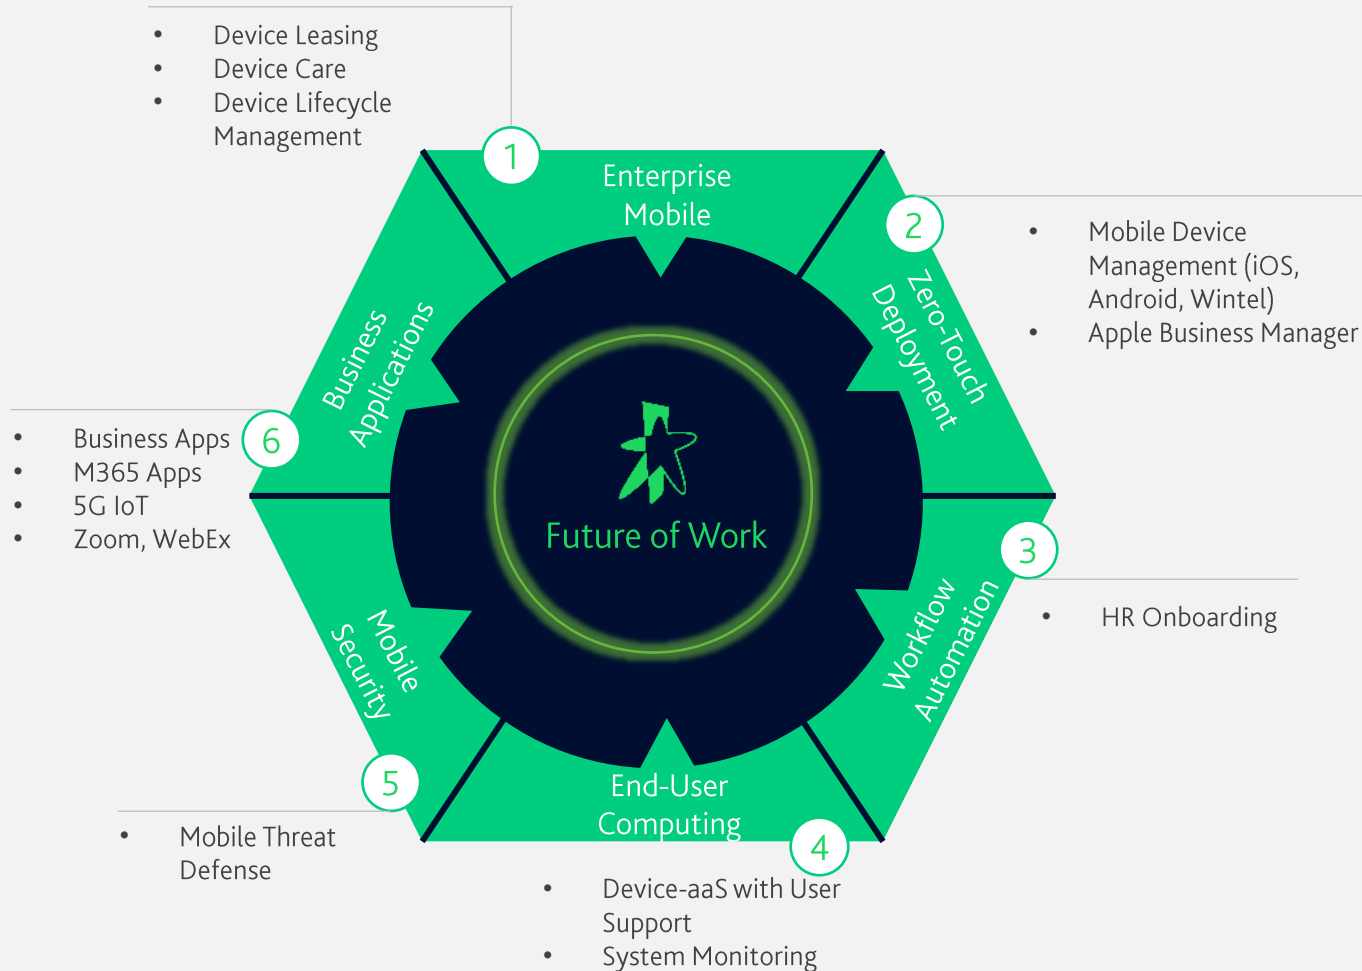 • Device Leasing
• Device Care
• Device Lifecycle
Management
1
Enterprise
Mobile
2
Zero-Touch
Deployment
• Mobile Device
Management (iOS,
Android, Wintel)
• Apple Business Manager
3
Workflow
Automation
• HR Onboarding
4
End-User
Computing
• Device-aaS with User
Support
• System Monitoring
5
Mobile
Security
• Mobile Threat
Defense
6
Business
Applications
• Business Apps
• M365 Apps
• 5G IoT
• Zoom, WebEx
Future of Work